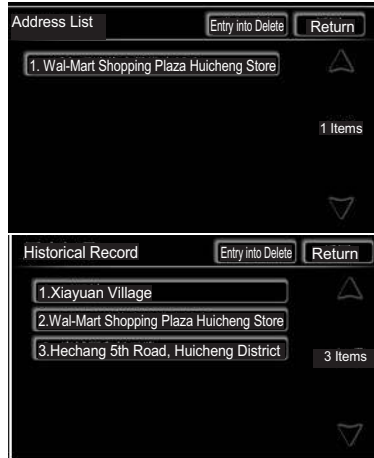 Address List
Entry into Delete
Return
1. Wal-Mart Shopping Plaza Huicheng Store
1 Items
Historical Record
Entry into Delete
Return
1.Xiayuan Village
2.Wal-Mart Shopping Plaza Huicheng Store
3.Hechang 5th Road, Huicheng District
3 Items